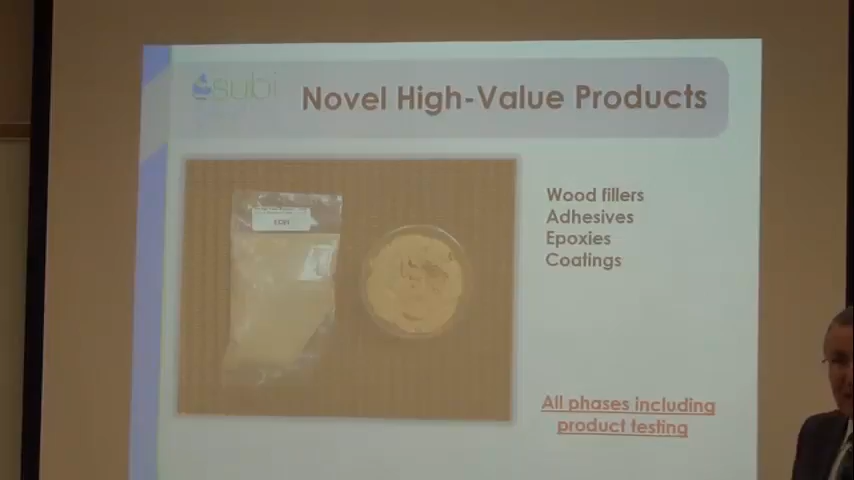 subi
Novel High-Value Products
Wood fillers
Adhesives
Epoxies
Coatings
All phases including
product testing